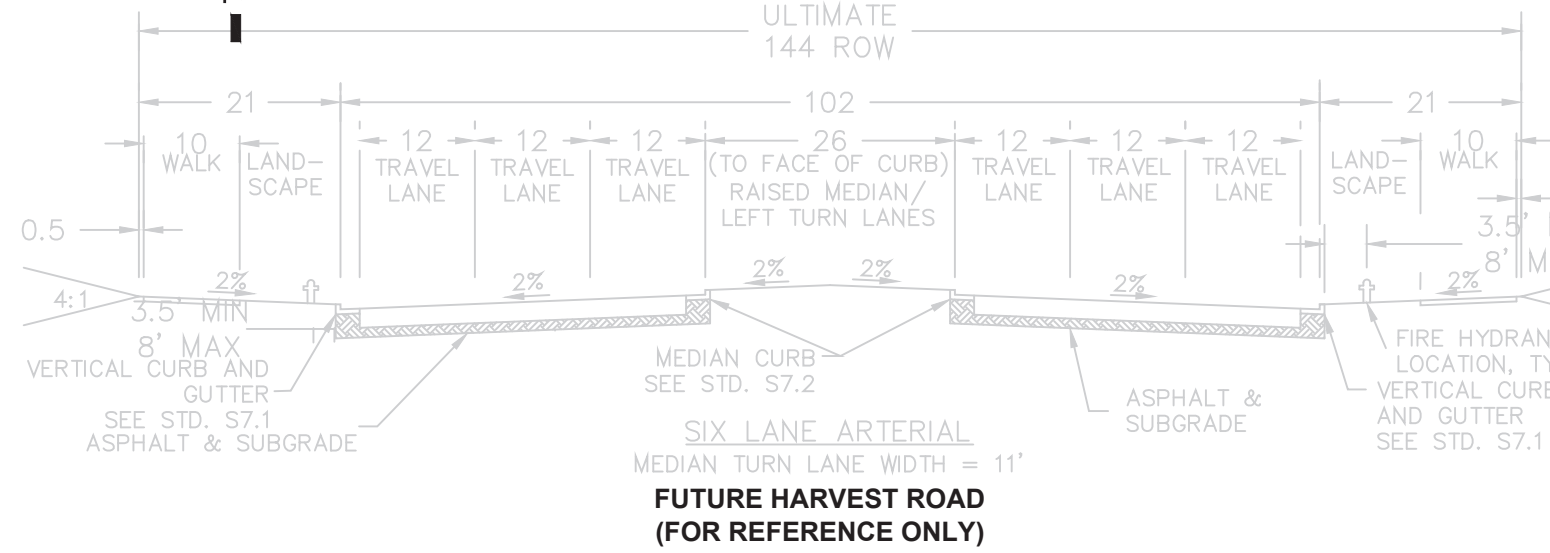 ULTIMATE
144 ROW
21
102
21
10
WALK
LAND-
SCAPE
12
TRAVEL
LANE
12
TRAVEL
LANE
12
TRAVEL
LANE
26
(TO FACE OF CURB)
RAISED MEDIAN/
LEFT TURN LANES
12
TRAVEL
LANE
12
TRAVEL
LANE
12
TRAVEL
LANE
LAND-
SCAPE
10
WALK
0.5
3.5'
8' M
4:1
2%
2%
2%
2%
2%
2%
3.5' MIN
8' MAX
VERTICAL CURB AND
GUTTER
SEE STD. S7.1
ASPHALT & SUBGRADE
MEDIAN CURB
SEE STD. S7.2
ASPHALT &
SUBGRADE
FIRE HYDRAN
LOCATION, TY
VERTICAL CURB
AND GUTTER
SEE STD. S7.1
SIX LANE ARTERIAL
MEDIAN TURN LANE WIDTH = 11'
FUTURE HARVEST ROAD
(FOR REFERENCE ONLY)